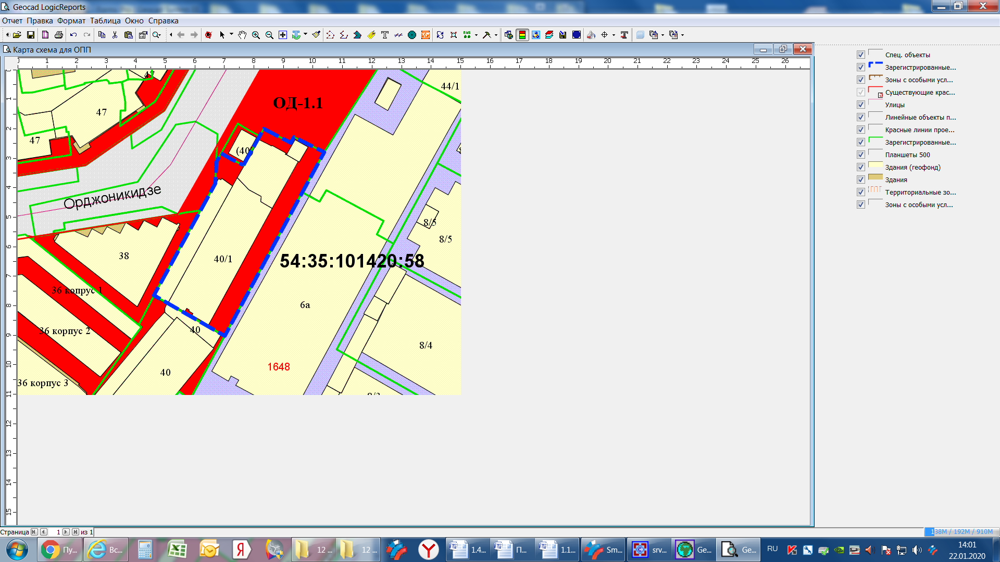 Geocad LogicReports
Отчет Правка Формат Таблица Окно Справка
Карта схема для ОПП
0 1 2 3 4 5 6 7 8 9 10 11 12 13 14 15 16 17 18 19 20 21 22 23 24 25 26
1 2 3 4 5 6 7 8 9 10 11 12 13 14 15
47
44/1
ОД-1.1
47
47
(40)
Орджоникидзе
8/5
8/5
38
40/1
54:35:101420:58
36 копрус 1
6а
36 корпус 2
40
8/4
1648
40
36 корпус 3
Спец. объекты
Зарегистрированные...
Зоны с особыми усл...
Существующие крас...
Улицы
Линейные объекты п...
Красные линии прое...
Зарегистрированные...
Планшеты 500
Здания (геофонд)
Здания
Территориальные зо...
Зоны с особыми усл...
Страница 1 из 1
138M / 192M / 910M
Пу...
Вс...
12 ...
12 ...
1.4...
П...
1.1...
Sm...
srv...
Ge...
Ge...
RU
14:01
22.01.2020